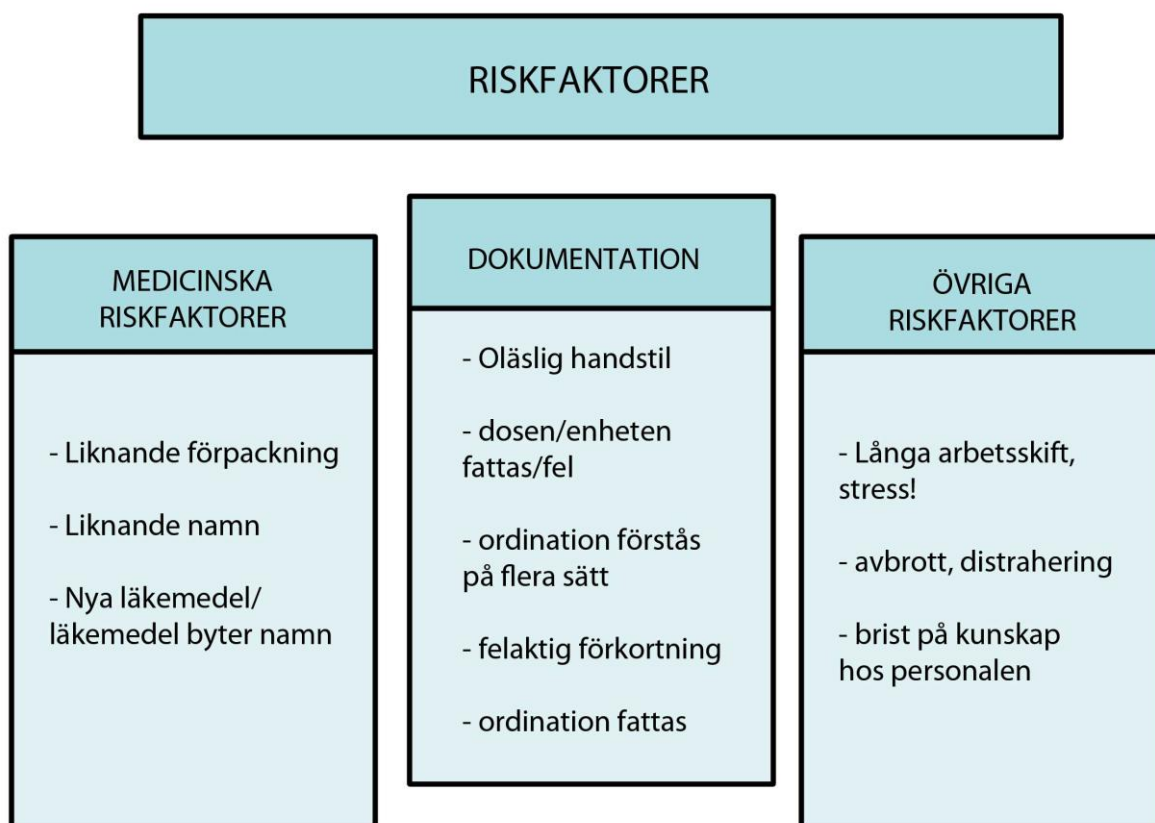 RISKFAKTORER
MEDICINSKA
RISKFAKTORER
- Liknande förpackning
- Liknande namn
- Nya läkemedel/
läkemedel byter namn
DOKUMENTATION
- Oläslig handstil
- dosen/enheten
fattas/fel
- ordination förstås
på flera sätt
- felaktig förkortning
- ordination fattas
ÖVRIGA
RISKFAKTORER
- Långa arbetsskift,
stress!
- avbrott, distrahering
- brist på kunskap
hos personalen